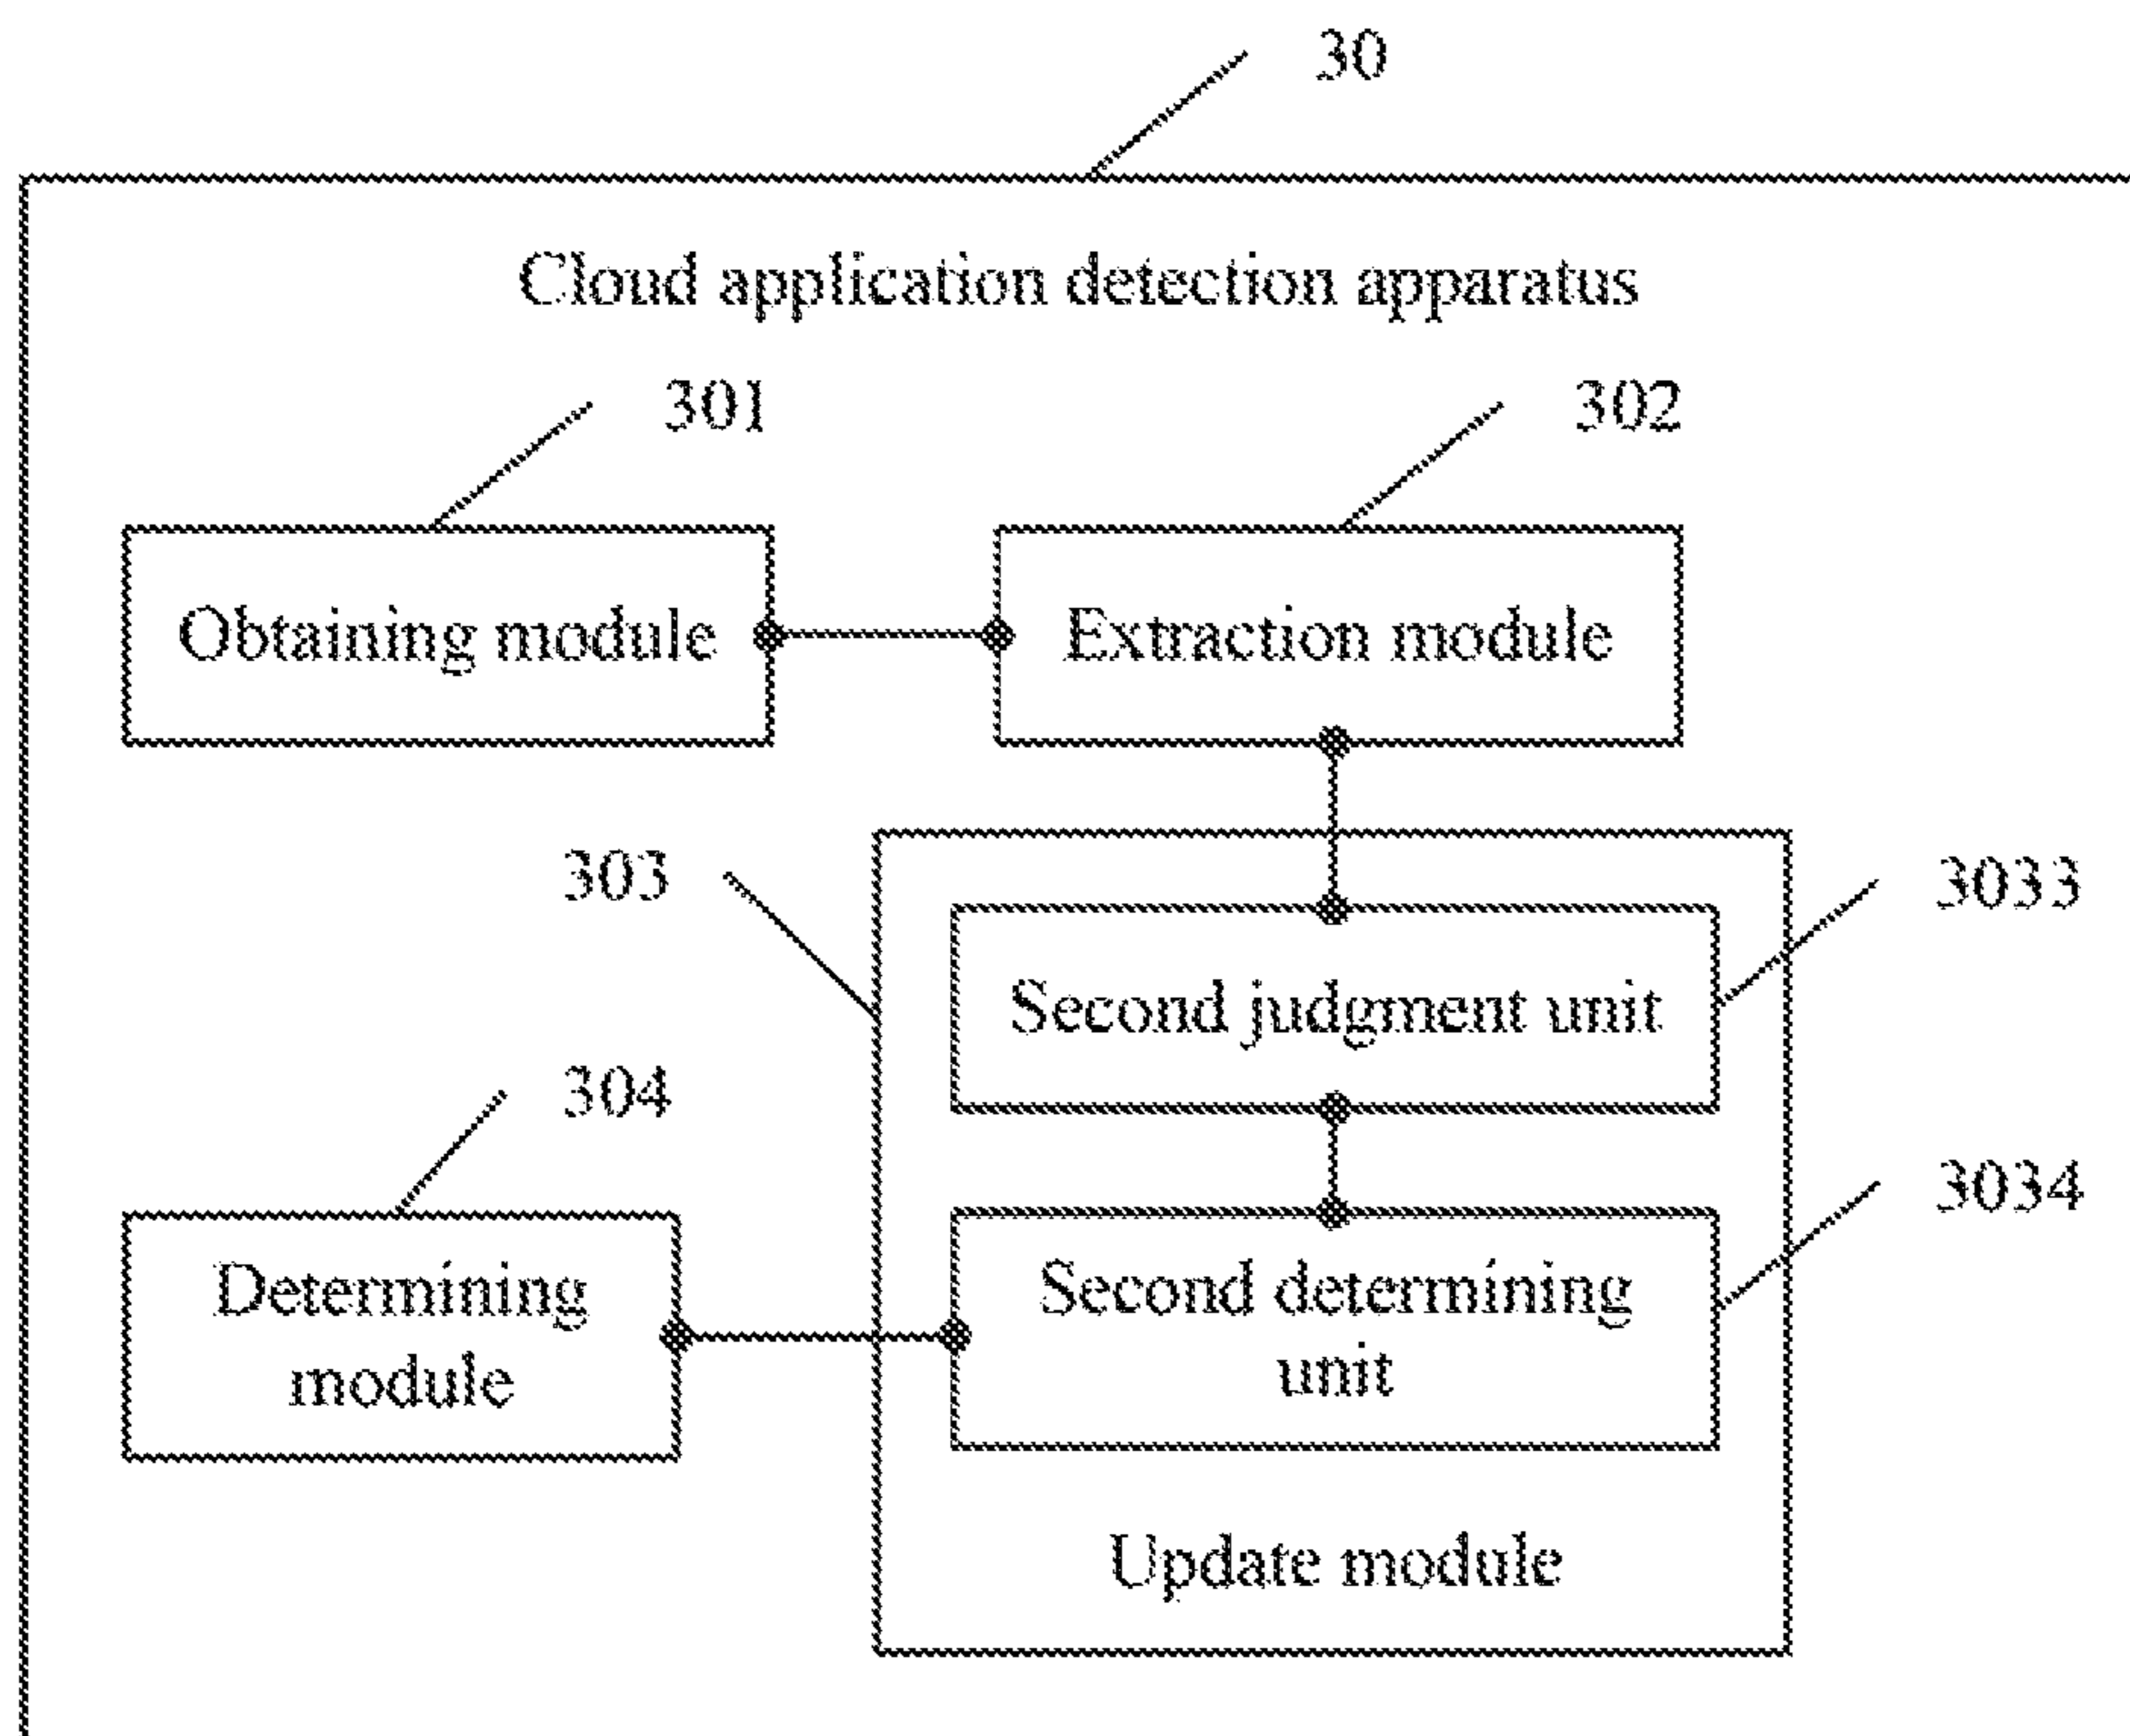 30
Cloud application detection apparatus
301
302
Obtaining module
Extraction module
303
3033
Second judgment unit
304
3034
Determining
module
Second determining
unit
Update module